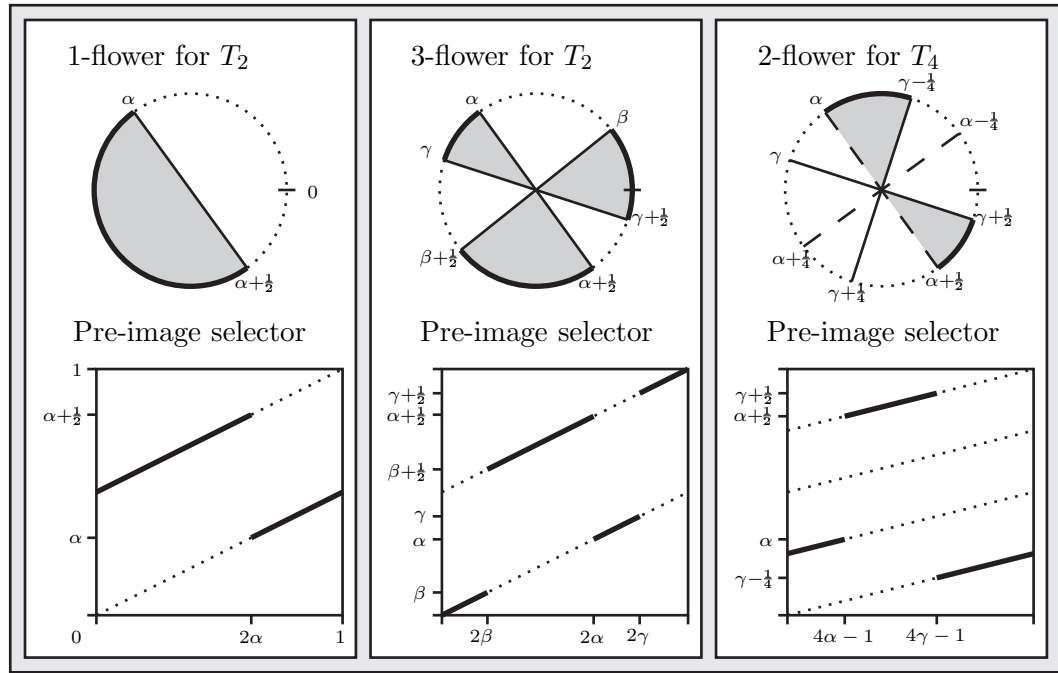 1-flower for T₂
α
0
α+½
Pre-image selector
1
α+½
α
0
2α
1
3-flower for T₂
α
β
γ
γ+½
β+½
α+½
Pre-image selector
γ+½
α+½
β+½
γ
α
β
2β
2α
2γ
2-flower for T₄
γ−¼
α
α−¼
γ
γ+½
α+¼
α+½
γ+¼
Pre-image selector
γ+½
α+½
α
γ−¼
4α − 1
4γ − 1